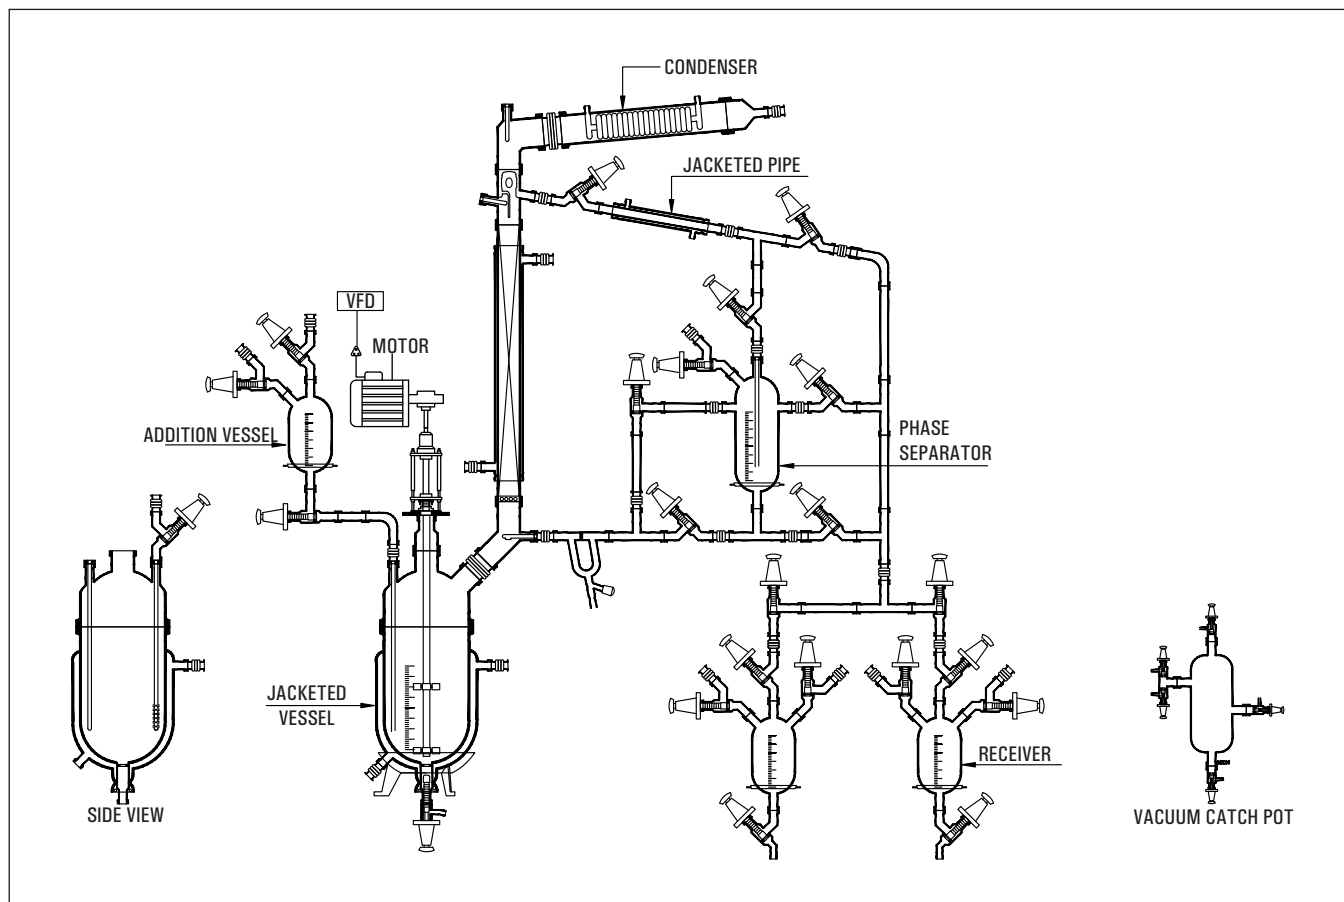 CONDENSER
JACKETED PIPE
VFD
MOTOR
ADDITION VESSEL
PHASE
SEPARATOR
JACKETED
VESSEL
RECEIVER
SIDE VIEW
VACUUM CATCH POT